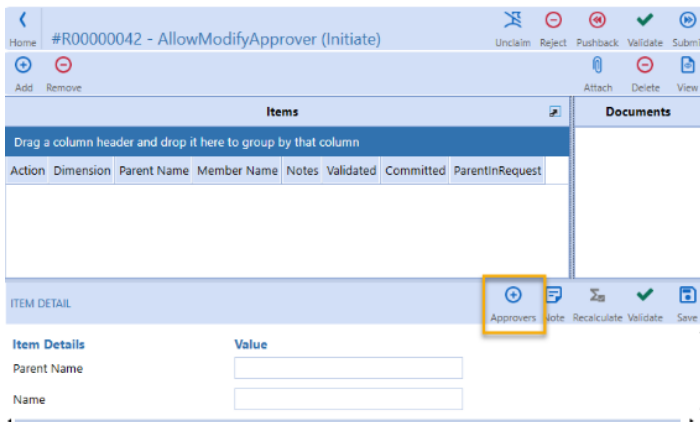 Home #R00000042 - AllowModifyApprover (Initiate) Unclaim Reject Pushback Validate Submi
Add Remove Attach Delete View
Items Documents
Drag a column header and drop it here to group by that column
Action Dimension Parent Name Member Name Notes Validated Committed ParentInRequest
ITEM DETAIL Approvers Note Recalculate Validate Save
Item Details Value
Parent Name
Name